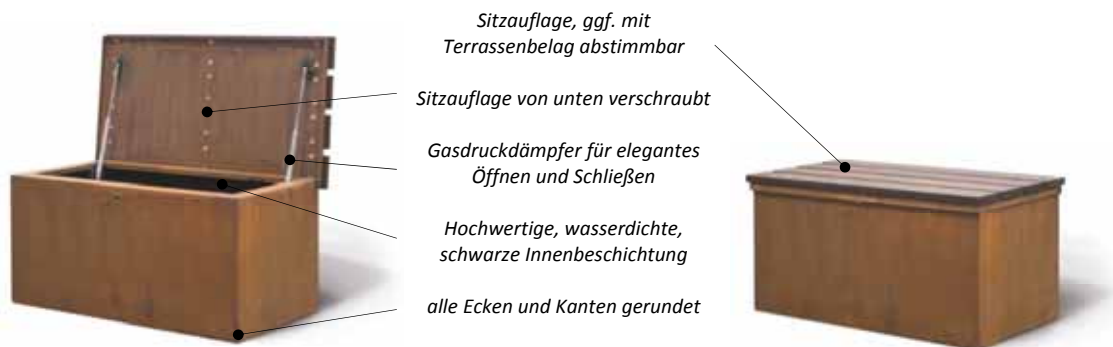 Sitzauflage, ggf. mit
Terrassenbelag abstimmbar
Sitzauflage von unten verschraubt
Gasdruckdämpfer für elegantes
Öffnen und Schließen
Hochwertige, wasserdichte,
schwarze Innenbeschichtung
alle Ecken und Kanten gerundet